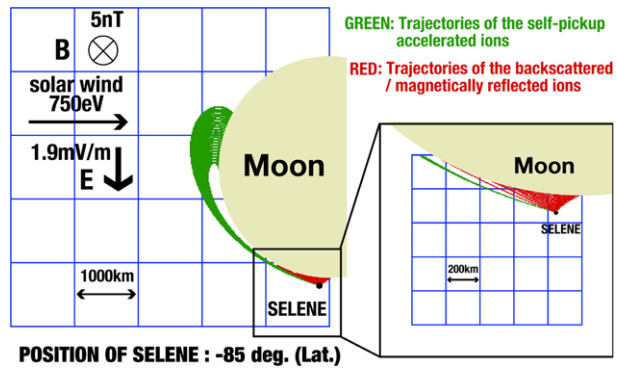 5nT
B
solar wind
750eV
1.9mV/m
E
1000km
Moon
SELENE
POSITION OF SELENE : -85 deg. (Lat.)
GREEN: Trajectories of the self-pickup
accelerated ions
RED: Trajectories of the backscattered
/ magnetically reflected ions
Moon
SELENE
200km